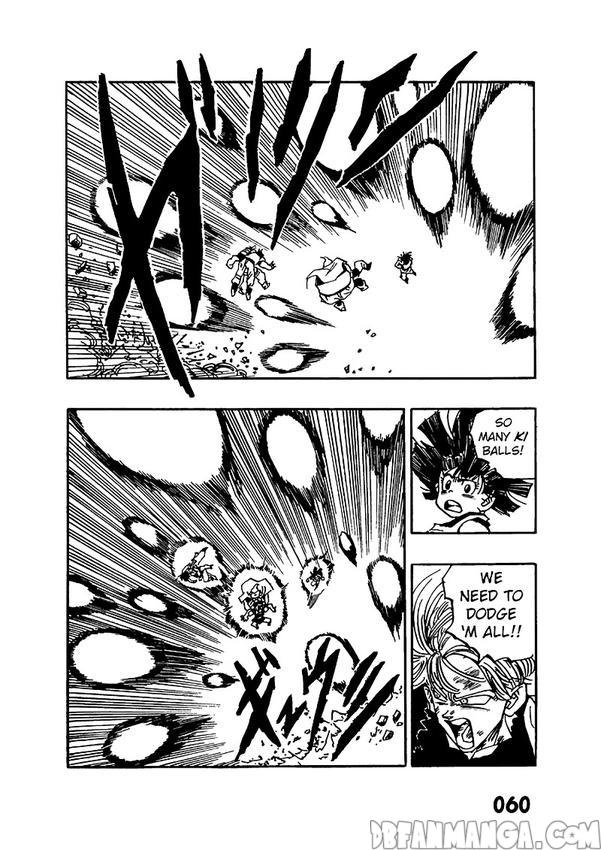 SO
MANY KI
BALLS!
WE
NEED TO
DODGE
'M ALL!!
060
DBFANMANGA.COM